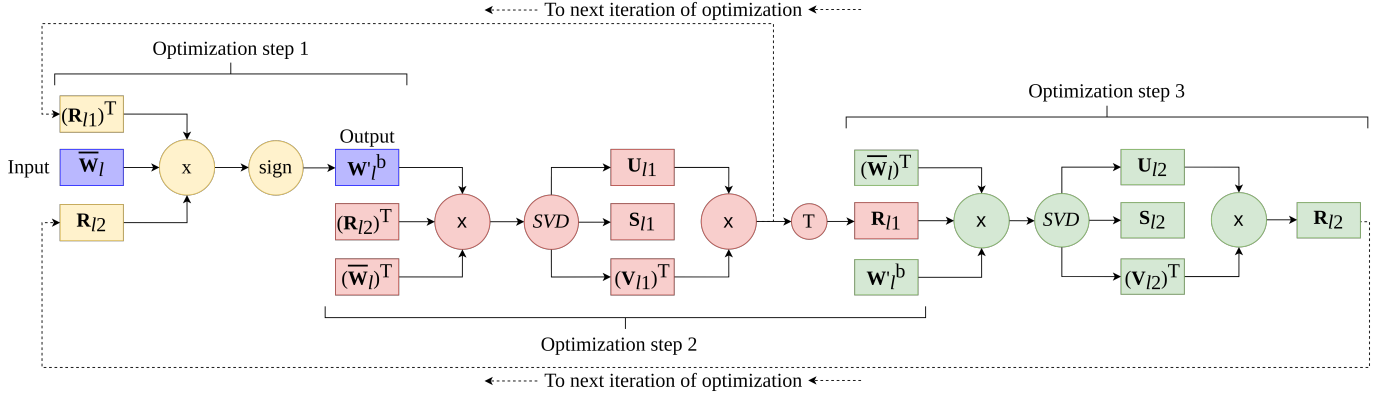 To next iteration of optimization
Optimization step 1
Optimization step 3
(R_l1)^T
Input
W̅_l
x
sign
Output
W'_l^b
R_l2
(R_l2)^T
(W̅_l)^T
x
SVD
U_l1
S_l1
(V_l1)^T
x
T
(W̅_l)^T
R_l1
W'_l^b
x
SVD
U_l2
S_l2
(V_l2)^T
x
R_l2
Optimization step 2
To next iteration of optimization